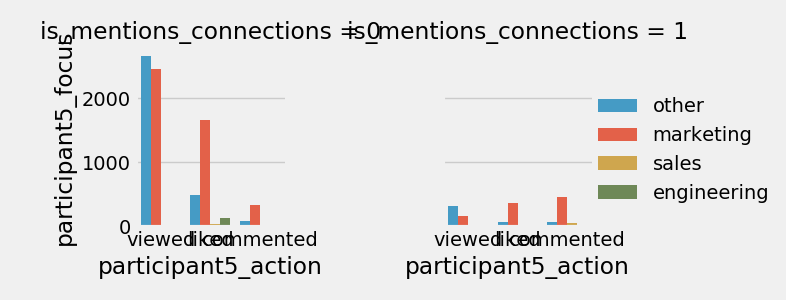 is_mentions_connections = 0
is_mentions_connections = 1
participant5_focus
2000
1000
0
viewed
liked
commented
participant5_action
viewed
liked
commented
participant5_action
other
marketing
sales
engineering